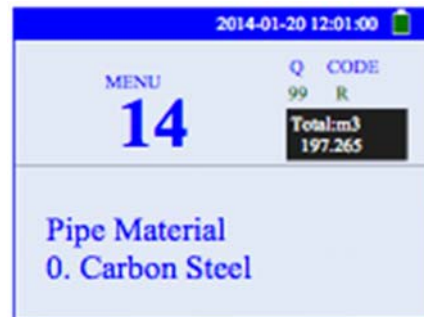 2014-01-20 12:01:00
MENU
14
Q CODE
99 R
Total:m3
197.265
Pipe Material
0. Carbon Steel